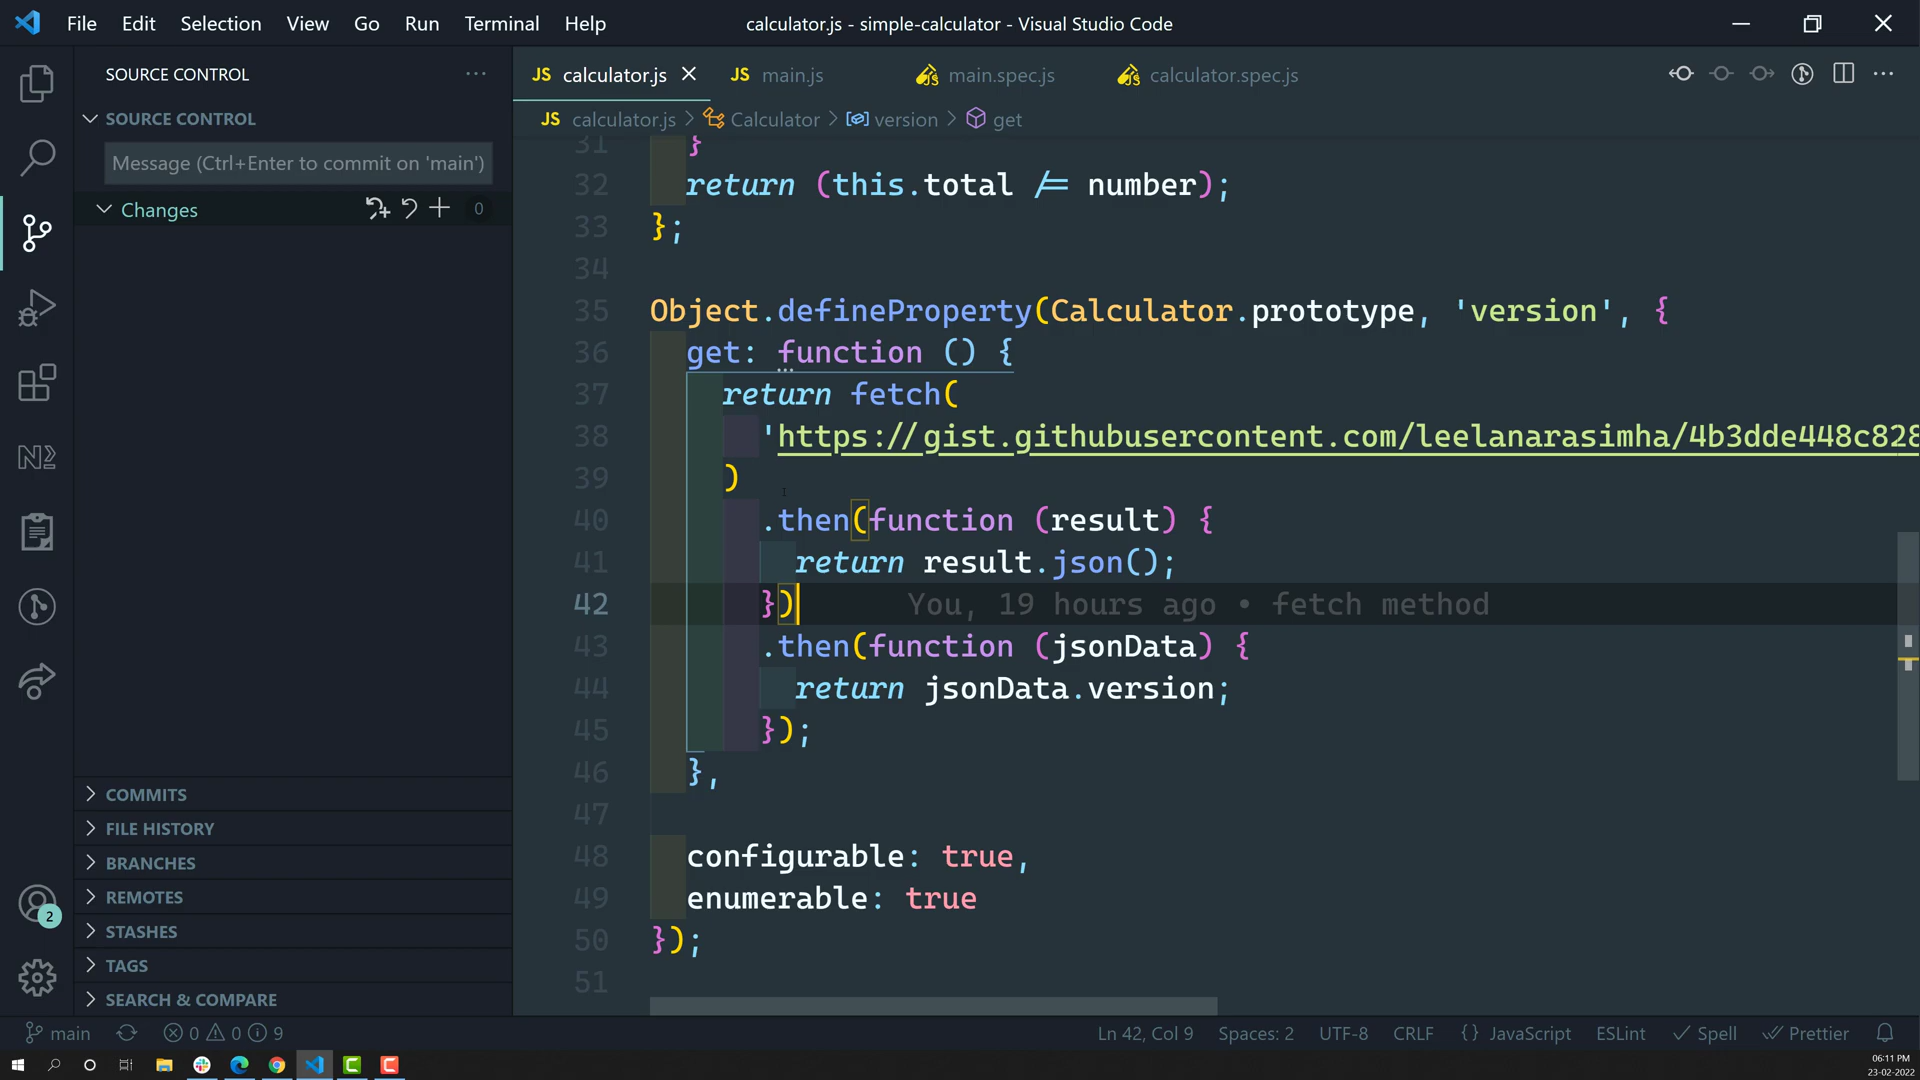 File Edit Selection View Go Run Terminal Help calculator.js - simple-calculator - Visual Studio Code
SOURCE CONTROL ...
JS calculator.js JS main.js main.spec.js calculator.spec.js
SOURCE CONTROL
JS calculator.js > Calculator > version > get
Message (Ctrl+Enter to commit on 'main')
Changes 0
31 }
32 return (this.total /= number);
33 };
34
35 Object.defineProperty(Calculator.prototype, 'version', {
36 get: function () {
37 return fetch(
38 'https://gist.githubusercontent.com/leelanarasimha/4b3dde448c828
39 )
40 .then(function (result) {
41 return result.json();
42 }) You, 19 hours ago • fetch method
43 .then(function (jsonData) {
44 return jsonData.version;
45 });
46 },
47
48 configurable: true,
49 enumerable: true
50 });
51
COMMITS
FILE HISTORY
BRANCHES
REMOTES
STASHES
TAGS
SEARCH & COMPARE
2
main 0 0 9 Ln 42, Col 9 Spaces: 2 UTF-8 CRLF {} JavaScript ESLint Spell Prettier
06:11 PM
23-02-2022